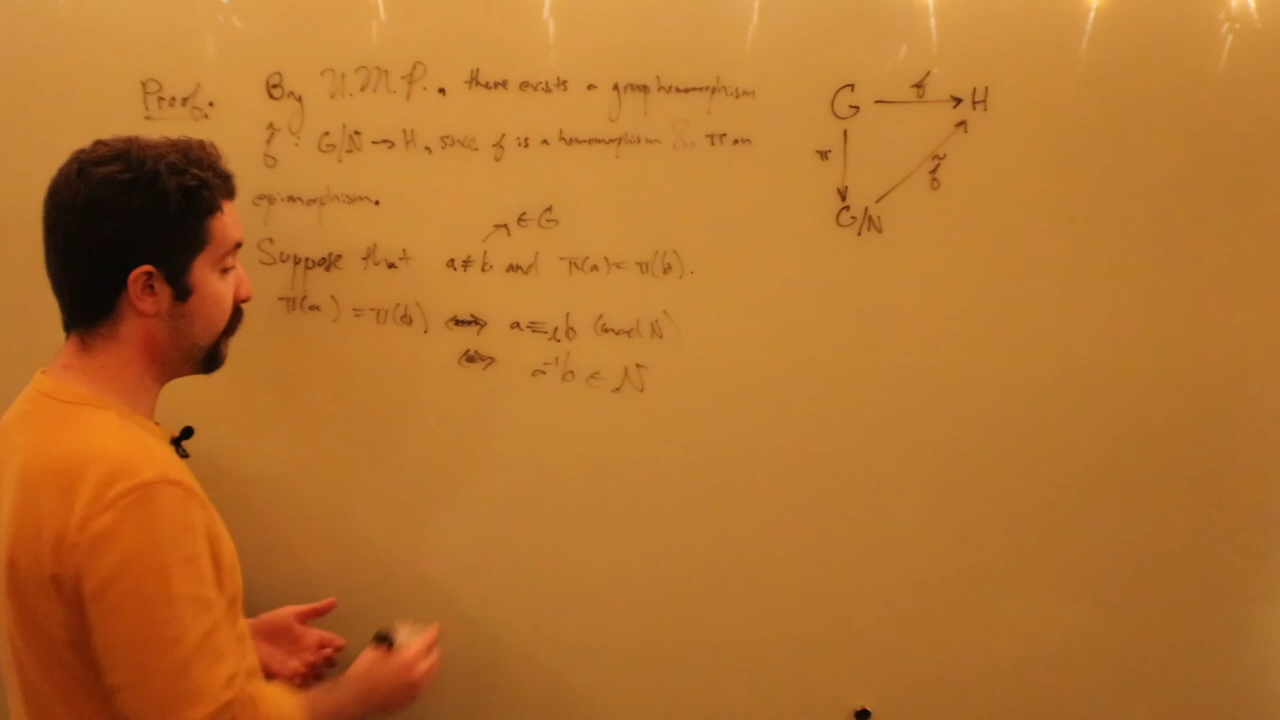 Proof: By U.M.P., there exists a group homomorphism
f̃ : G/N → H, since f is a homomorphism & π an
epimorphism.
↗ ∈ G
Suppose that a ≠ b and π(a) = π(b).
π(a) = π(b) ⟺ a ≡ₗ b (mod N)
⟺ a⁻¹b ∈ N
G f H
π f̃
G/N